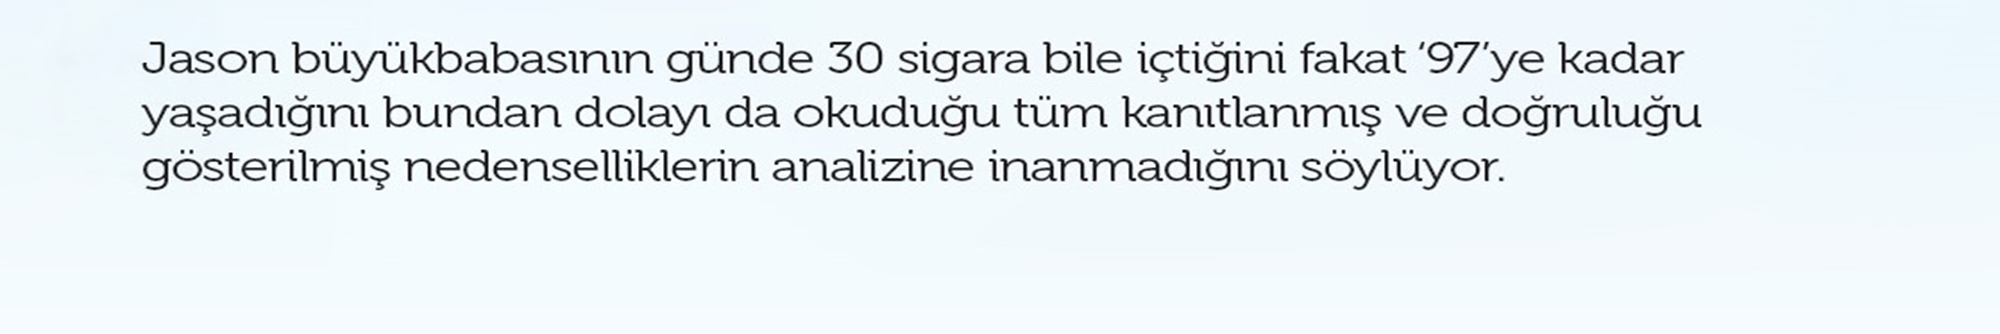 Jason büyükbabasının günde 30 sigara bile içtiğini fakat ‘97’ye kadar
yaşadığını bundan dolayı da okuduğu tüm kanıtlanmış ve doğruluğu
gösterilmiş nedenselliklerin analizine inanmadığını söylüyor.